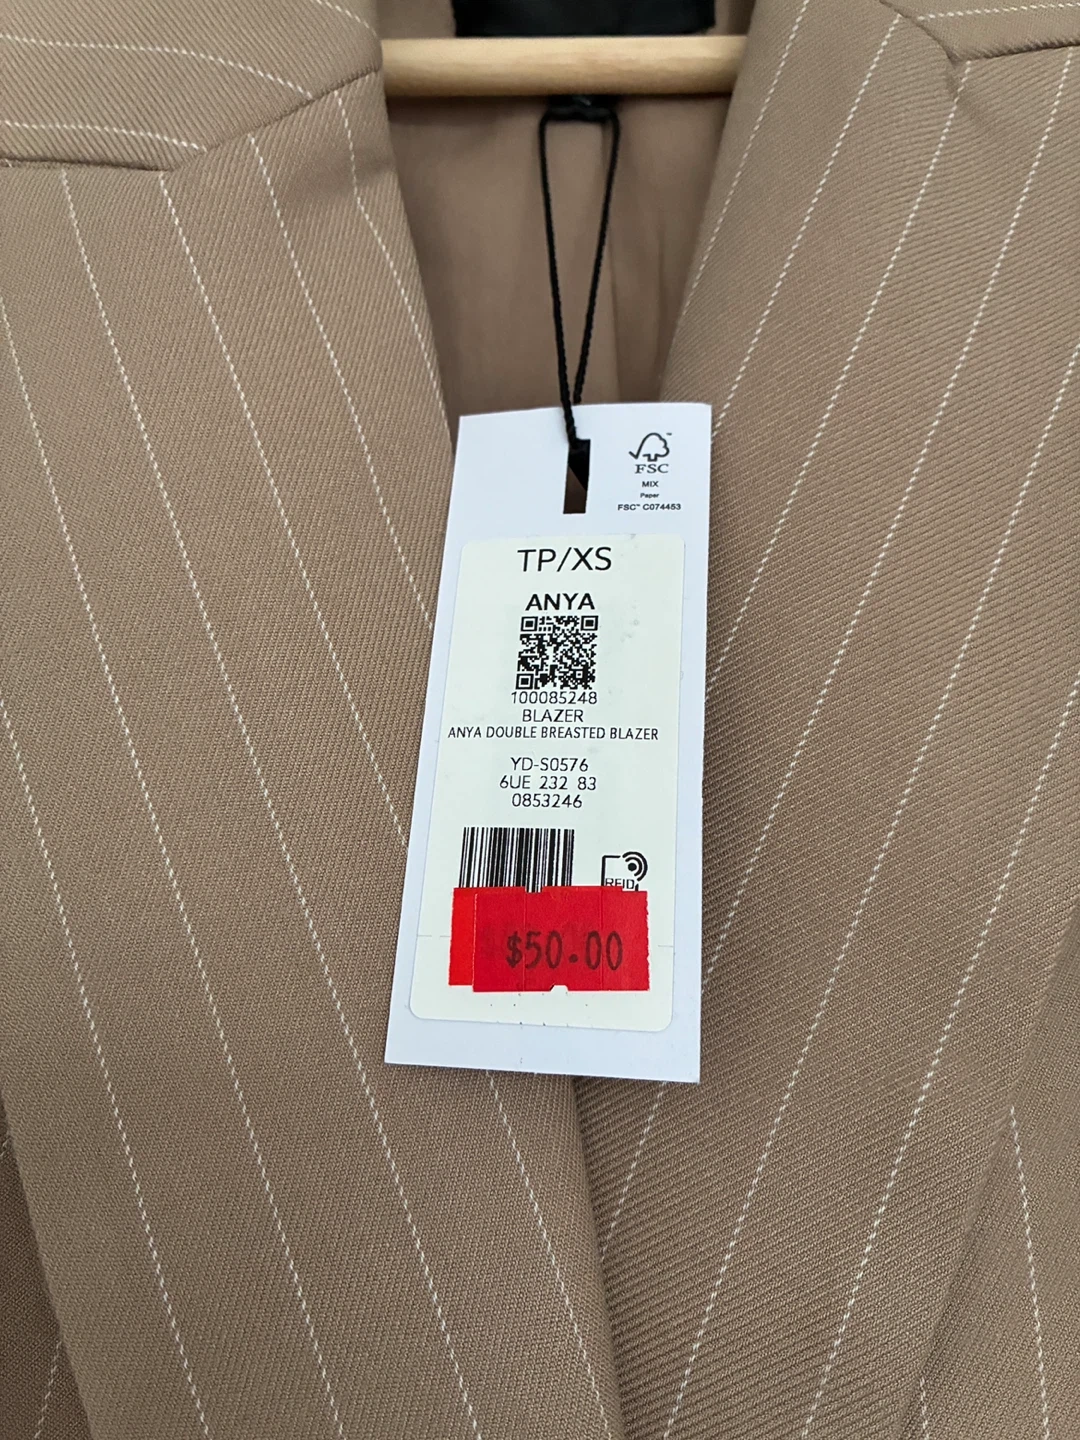 FSC™
MIX
Paper
FSC™ C074453
TP/XS
ANYA
100085248
BLAZER
ANYA DOUBLE BREASTED BLAZER
YD-S0576
6UE 232 83
0853246
RFID
$50.00